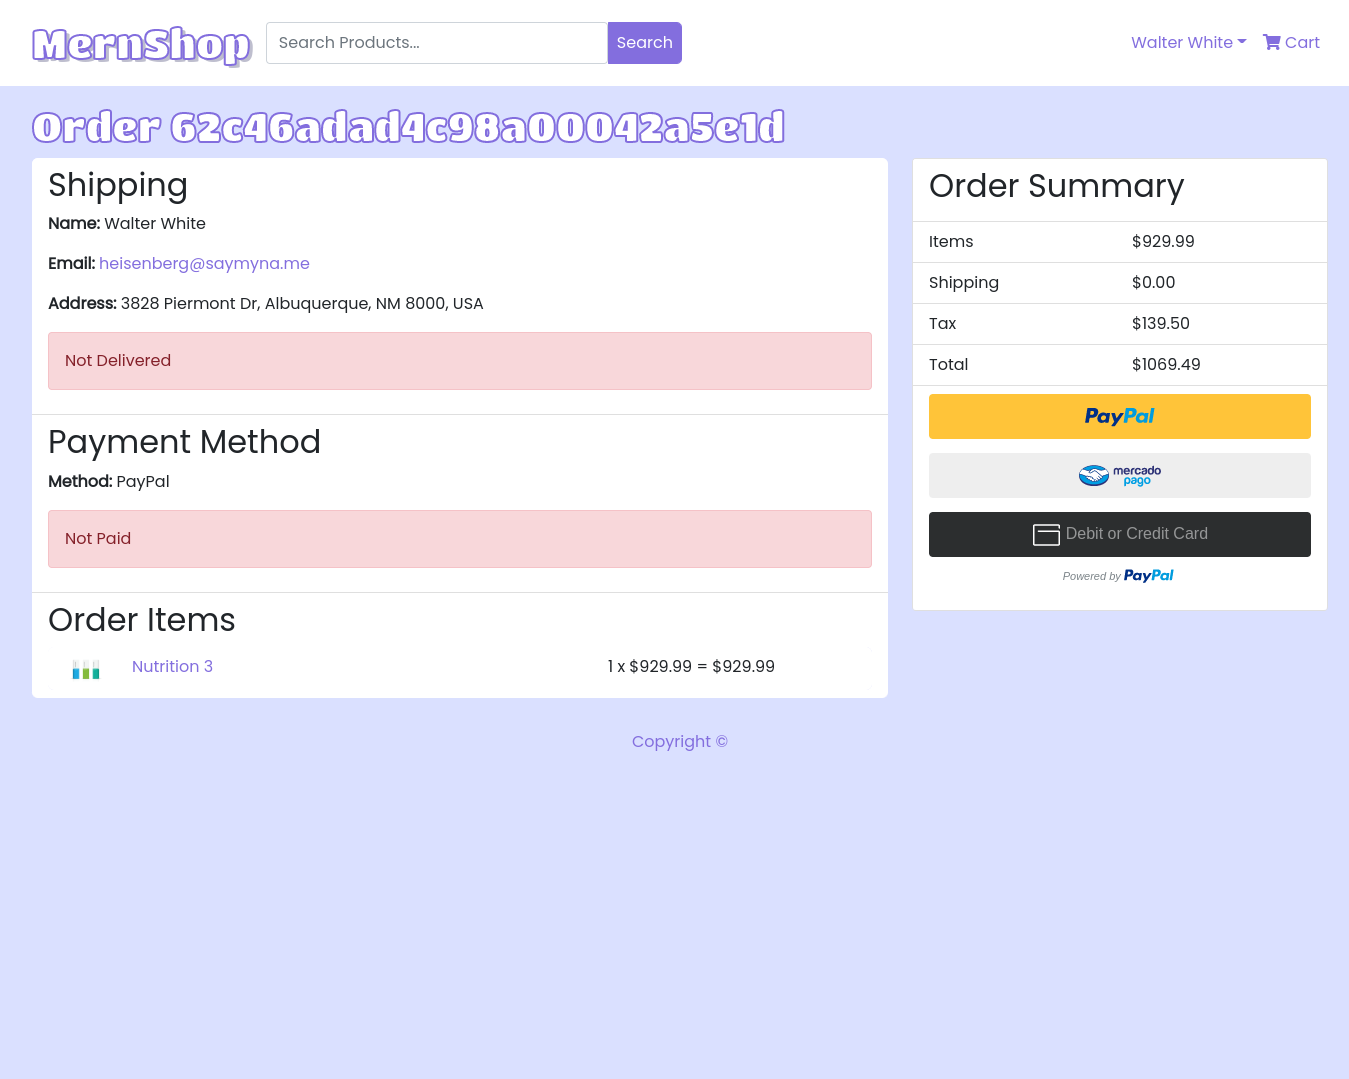 MernShop
Search Products...
Search
Walter White
Cart
Order 62c46adad4c98a00042a5e1d
Shipping
Name: Walter White
Email: heisenberg@saymyna.me
Address: 3828 Piermont Dr, Albuquerque, NM 8000, USA
Not Delivered
Payment Method
Method: PayPal
Not Paid
Order Items
Nutrition 3
1 x $929.99 = $929.99
Order Summary
Items $929.99
Shipping $0.00
Tax $139.50
Total $1069.49
PayPal
mercado
pago
Debit or Credit Card
Powered by PayPal
Copyright ©